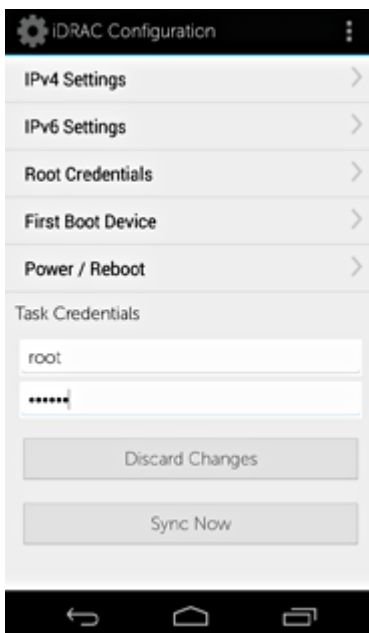 iDRAC Configuration
IPv4 Settings
IPv6 Settings
Root Credentials
First Boot Device
Power / Reboot
Task Credentials
root
••••••
Discard Changes
Sync Now